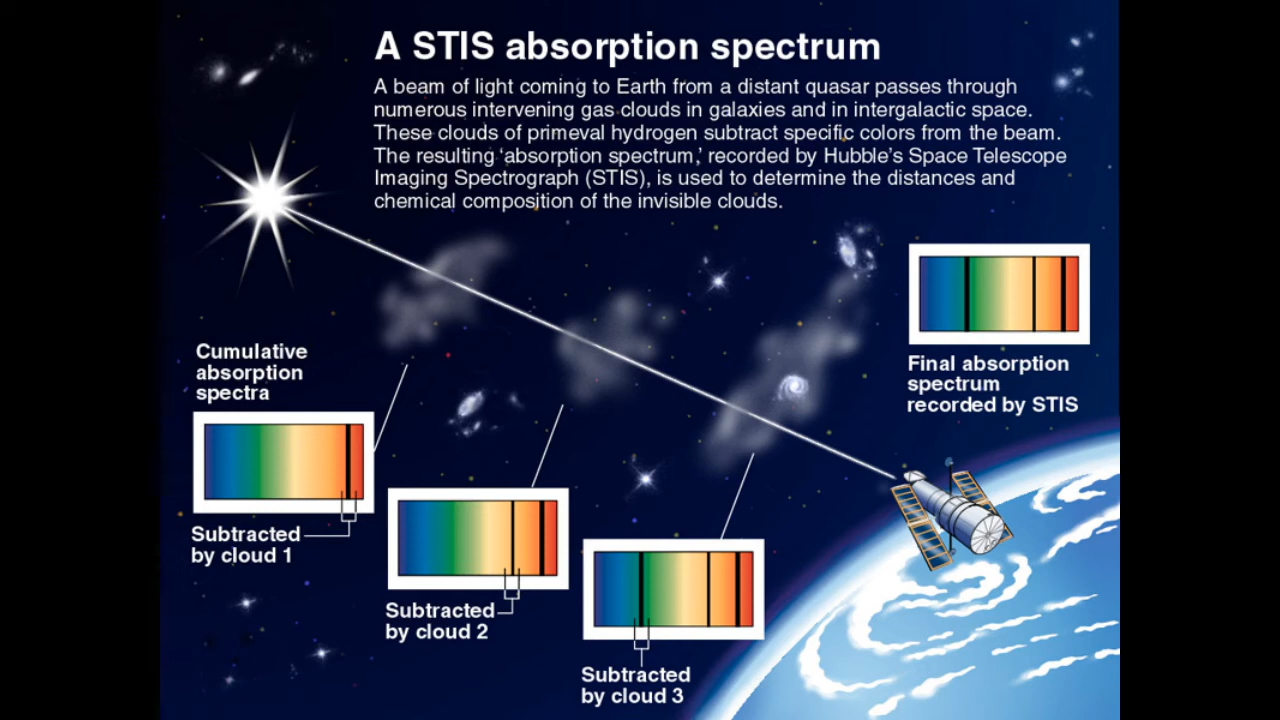 A STIS absorption spectrum
A beam of light coming to Earth from a distant quasar passes through
numerous intervening gas clouds in galaxies and in intergalactic space.
These clouds of primeval hydrogen subtract specific colors from the beam.
The resulting ‘absorption spectrum,’ recorded by Hubble’s Space Telescope
Imaging Spectrograph (STIS), is used to determine the distances and
chemical composition of the invisible clouds.
Cumulative
absorption
spectra
Subtracted
by cloud 1
Subtracted
by cloud 2
Subtracted
by cloud 3
Final absorption
spectrum
recorded by STIS